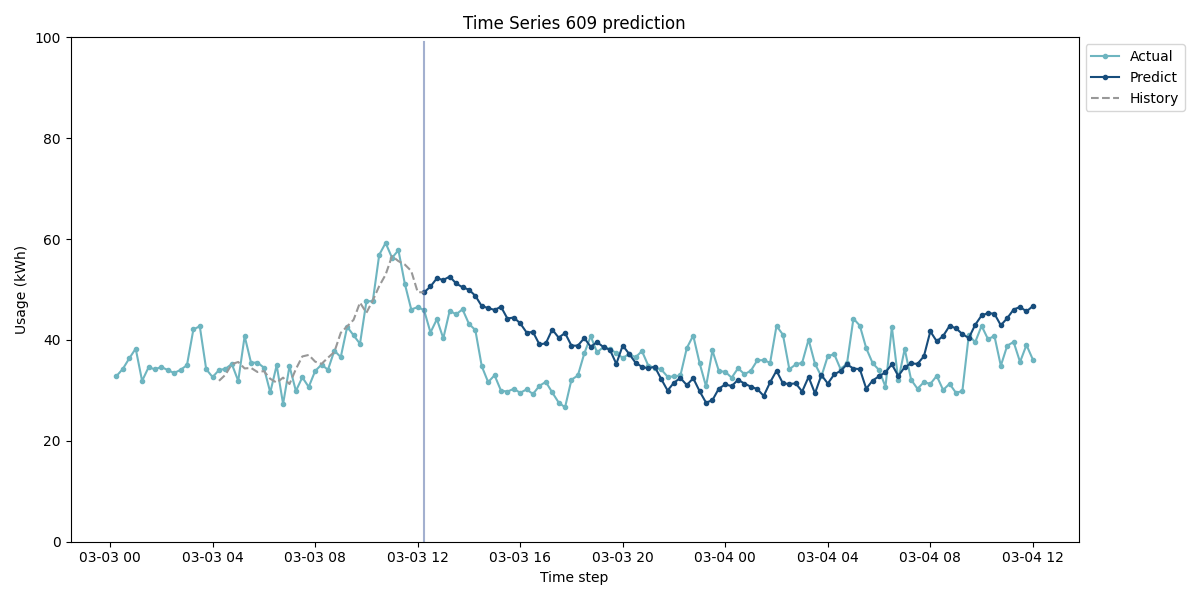 Time Series 609 prediction
Actual
Predict
History
Usage (kWh)
100
80
60
40
20
0
03-03 00
03-03 04
03-03 08
03-03 12
03-03 16
03-03 20
03-04 00
03-04 04
03-04 08
03-04 12
Time step